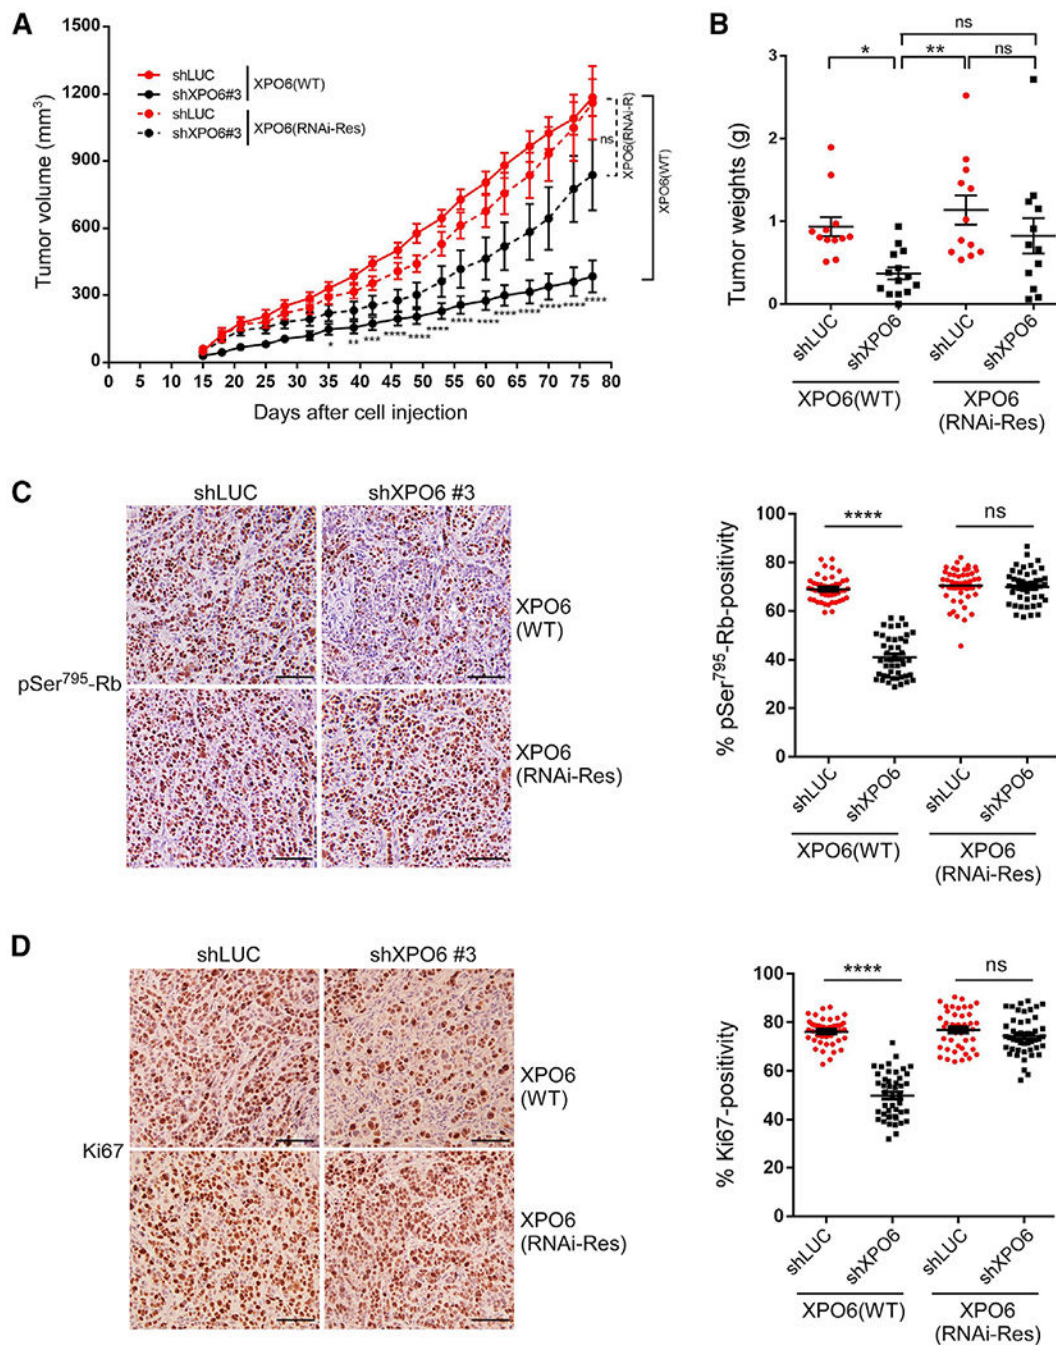 A
1500
1200
900
600
300
0
Tumor volume (mm³)
shLUC
shXPO6#3
XPO6(WT)
shLUC
shXPO6#3
XPO6(RNAi-Res)
ns
XPO6(RNAi-R)
XPO6(WT)
* ** *** **** **** **** **** **** **** **** **** **** ****
15 20 25 30 35 40 45 50 55 60 65 70 75 80
Days after cell injection
B
ns
* ** ns
3
2
1
0
Tumor weights (g)
shLUC shXPO6 shLUC shXPO6
XPO6(WT) XPO6
(RNAi-Res)
C
shLUC shXPO6 #3
pSer⁷⁹⁵-Rb
XPO6
(WT)
XPO6
(RNAi-Res)
**** ns
100
80
60
40
20
0
% pSer⁷⁹⁵-Rb-positivity
shLUC shXPO6 shLUC shXPO6
XPO6(WT) XPO6
(RNAi-Res)
D
shLUC shXPO6 #3
Ki67
XPO6
(WT)
XPO6
(RNAi-Res)
**** ns
100
80
60
40
20
0
% Ki67-positivity
shLUC shXPO6 shLUC shXPO6
XPO6(WT) XPO6
(RNAi-Res)